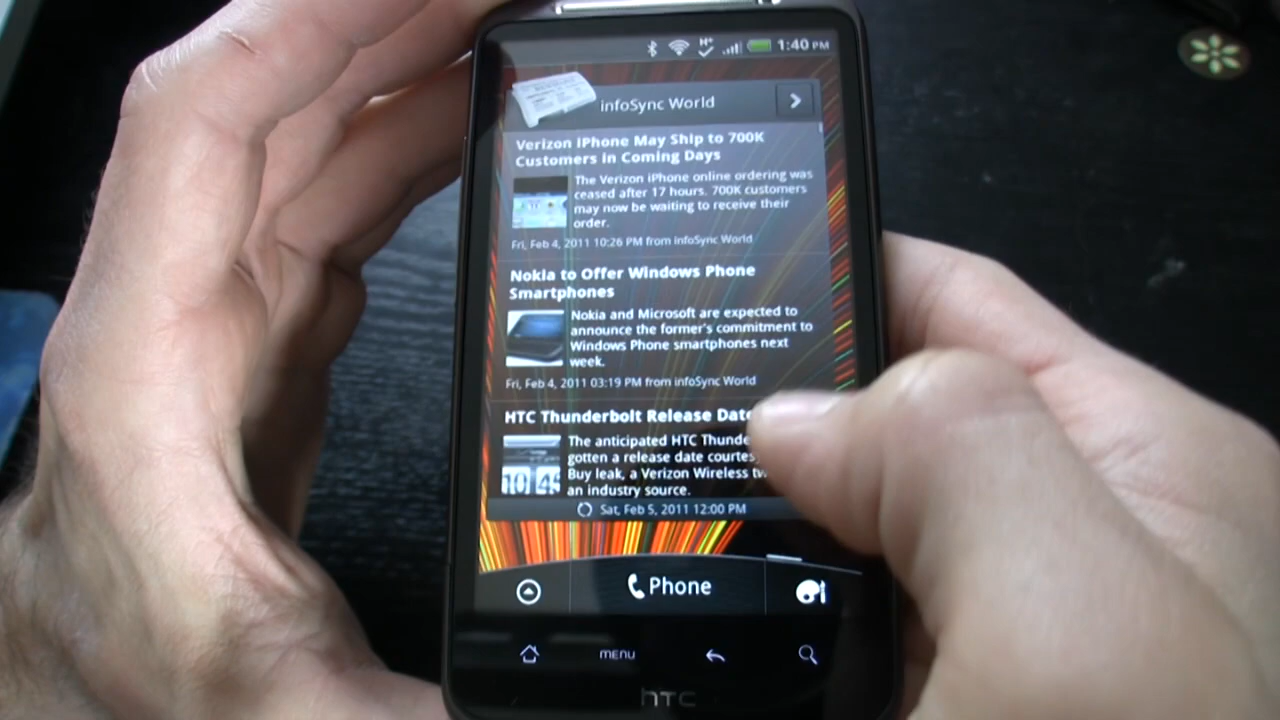 H+
1:40 PM
infoSync World
Verizon iPhone May Ship to 700K
Customers in Coming Days
The Verizon iPhone online ordering was
ceased after 17 hours. 700K customers
may now be waiting to receive their
order.
Fri, Feb 4, 2011 10:26 PM from infoSync World
Nokia to Offer Windows Phone
Smartphones
Nokia and Microsoft are expected to
announce the former's commitment to
Windows Phone smartphones next
week.
Fri, Feb 4, 2011 03:19 PM from infoSync World
HTC Thunderbolt Release Date
The anticipated HTC Thunde
gotten a release date courtes
Buy leak, a Verizon Wireless tw
an industry source.
Sat, Feb 5, 2011 12:00 PM
Phone
MENU
hTC